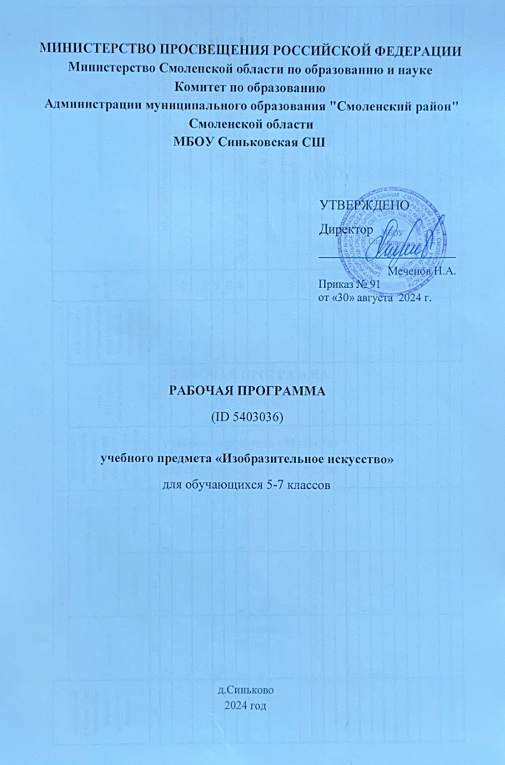 МИНИСТЕРСТВО ПРОСВЕЩЕНИЯ РОССИЙСКОЙ ФЕДЕРАЦИИ
Министерство Смоленской области по образованию и науке
Комитет по образованию
Администрации муниципального образования "Смоленский район"
Смоленской области
МБОУ Синьковская СШ
УТВЕРЖДЕНО
Директор
Меченов Н.А.
Приказ № 91
от «30» августа 2024 г.
РАБОЧАЯ ПРОГРАММА
(ID 5403036)
учебного предмета «Изобразительное искусство»
для обучающихся 5-7 классов
д.Синьково
2024 год